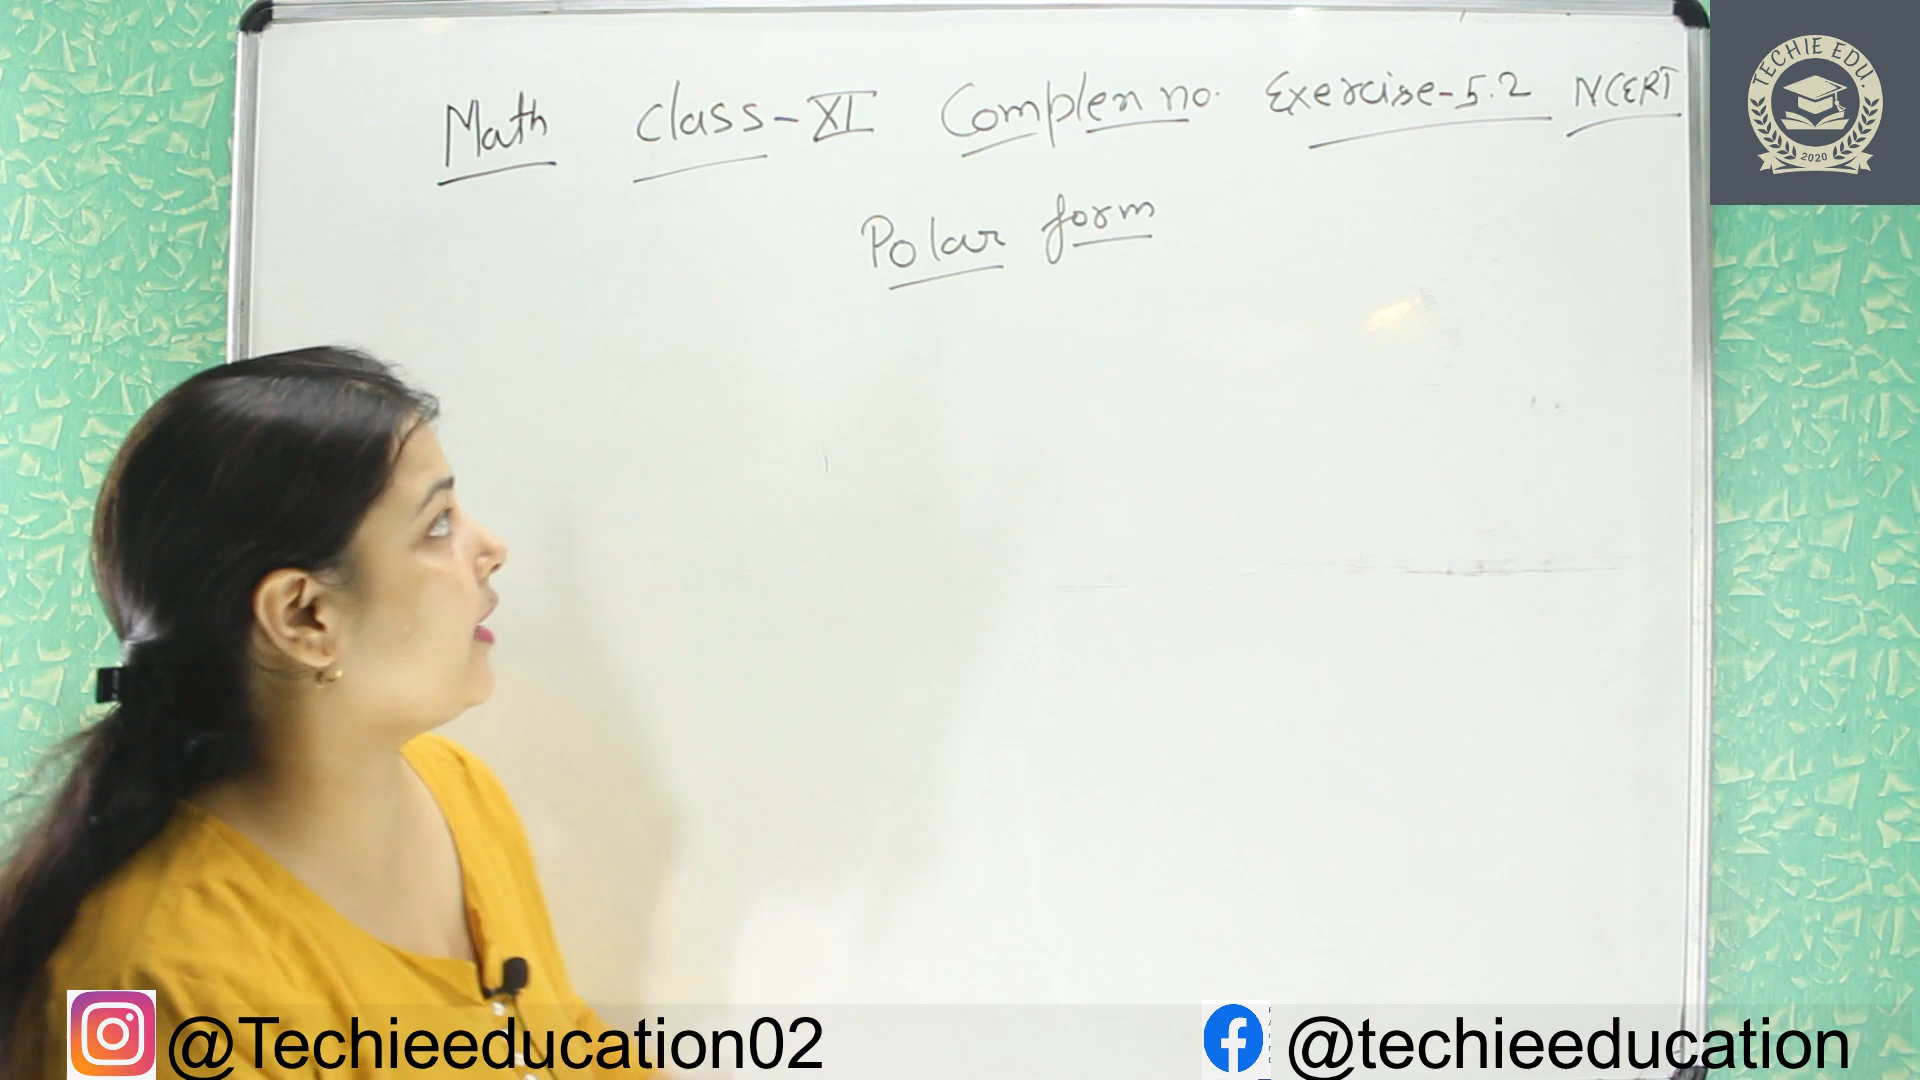 Math class-XI Complex no. Exercise-5.2 NCERT
Polar form
TECHIE EDU.
2020
@Techieeducation02
@techieeducation